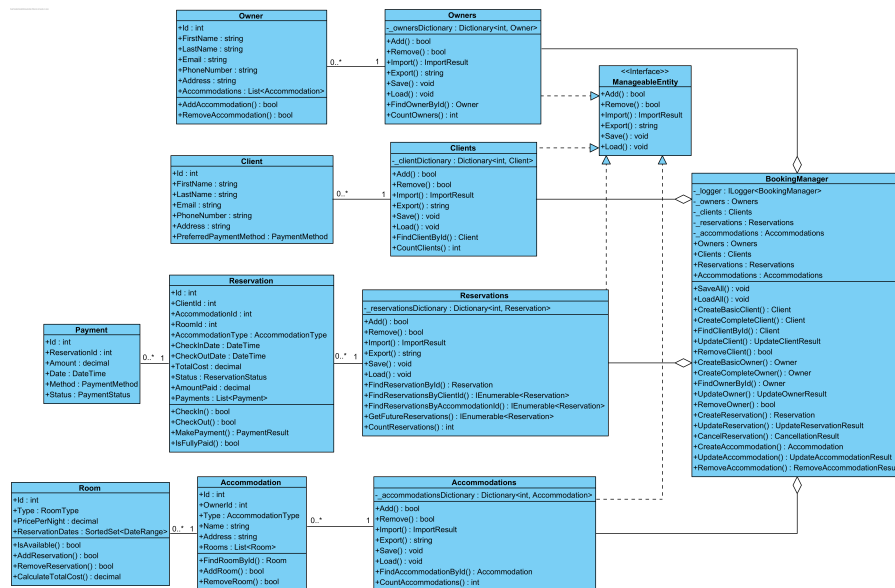 Owner
+Id : int
+FirstName : string
+LastName : string
+Email : string
+PhoneNumber : string
+Address : string
+Accommodations : List<Accommodation>
+AddAccommodation() : bool
+RemoveAccommodation() : bool
0..*
1
Owners
-_ownersDictionary : Dictionary<int, Owner>
+Add() : bool
+Remove() : bool
+Import() : ImportResult
+Export() : string
+Save() : void
+Load() : void
+FindOwnerById() : Owner
+CountOwners() : int
<<Interface>>
ManageableEntity
+Add() : bool
+Remove() : bool
+Import() : ImportResult
+Export() : string
+Save() : void
+Load() : void
Client
+Id : int
+FirstName : string
+LastName : string
+Email : string
+PhoneNumber : string
+Address : string
+PreferredPaymentMethod : PaymentMethod
0..*
1
Clients
-_clientDictionary : Dictionary<int, Client>
+Add() : bool
+Remove() : bool
+Import() : ImportResult
+Export() : string
+Save() : void
+Load() : void
+FindClientById() : Client
+CountClients() : int
BookingManager
-_logger : ILogger<BookingManager>
-_owners : Owners
-_clients : Clients
-_reservations : Reservations
-_accommodations : Accommodations
+Owners : Owners
+Clients : Clients
+Reservations : Reservations
+Accommodations : Accommodations
+SaveAll() : void
+LoadAll() : void
+CreateBasicClient() : Client
+CreateCompleteClient() : Client
+FindClientById() : Client
+UpdateClient() : UpdateClientResult
+RemoveClient() : bool
+CreateBasicOwner() : Owner
+CreateCompleteOwner() : Owner
+FindOwnerById() : Owner
+UpdateOwner() : UpdateOwnerResult
+RemoveOwner() : bool
+CreateReservation() : Reservation
+UpdateReservation() : UpdateReservationResult
+CancelReservation() : CancellationResult
+CreateAccommodation() : Accommodation
+UpdateAccommodation() : UpdateAccommodationResult
+RemoveAccommodation() : RemoveAccommodationResu
Payment
+Id : int
+ReservationId : int
+Amount : decimal
+Date : DateTime
+Method : PaymentMethod
+Status : PaymentStatus
0..*
1
Reservation
+Id : int
+ClientId : int
+AccommodationId : int
+RoomId : int
+AccommodationType : AccommodationType
+CheckInDate : DateTime
+CheckOutDate : DateTime
+TotalCost : decimal
+Status : ReservationStatus
+AmountPaid : decimal
+Payments : List<Payment>
+CheckIn() : bool
+CheckOut() : bool
+MakePayment() : PaymentResult
+IsFullyPaid() : bool
0..*
1
Reservations
-_reservationsDictionary : Dictionary<int, Reservation>
+Add() : bool
+Remove() : bool
+Import() : ImportResult
+Export() : string
+Save() : void
+Load() : void
+FindReservationById() : Reservation
+FindReservationsByClientId() : IEnumerable<Reservation>
+FindReservationsByAccommodationId() : IEnumerable<Reservation>
+GetFutureReservations() : IEnumerable<Reservation>
+CountReservations() : int
Room
+Id : int
+Type : RoomType
+PricePerNight : decimal
+ReservationDates : SortedSet<DateRange>
+IsAvailable() : bool
+AddReservation() : bool
+RemoveReservation() : bool
+CalculateTotalCost() : decimal
0..*
1
Accommodation
+Id : int
+OwnerId : int
+Type : AccommodationType
+Name : string
+Address : string
+Rooms : List<Room>
+FindRoomById() : Room
+AddRoom() : bool
+RemoveRoom() : bool
0..*
1
Accommodations
-_accommodationsDictionary : Dictionary<int, Accommodation>
+Add() : bool
+Remove() : bool
+Import() : ImportResult
+Export() : string
+Save() : void
+Load() : void
+FindAccommodationById() : Accommodation
+CountAccommodations() : int